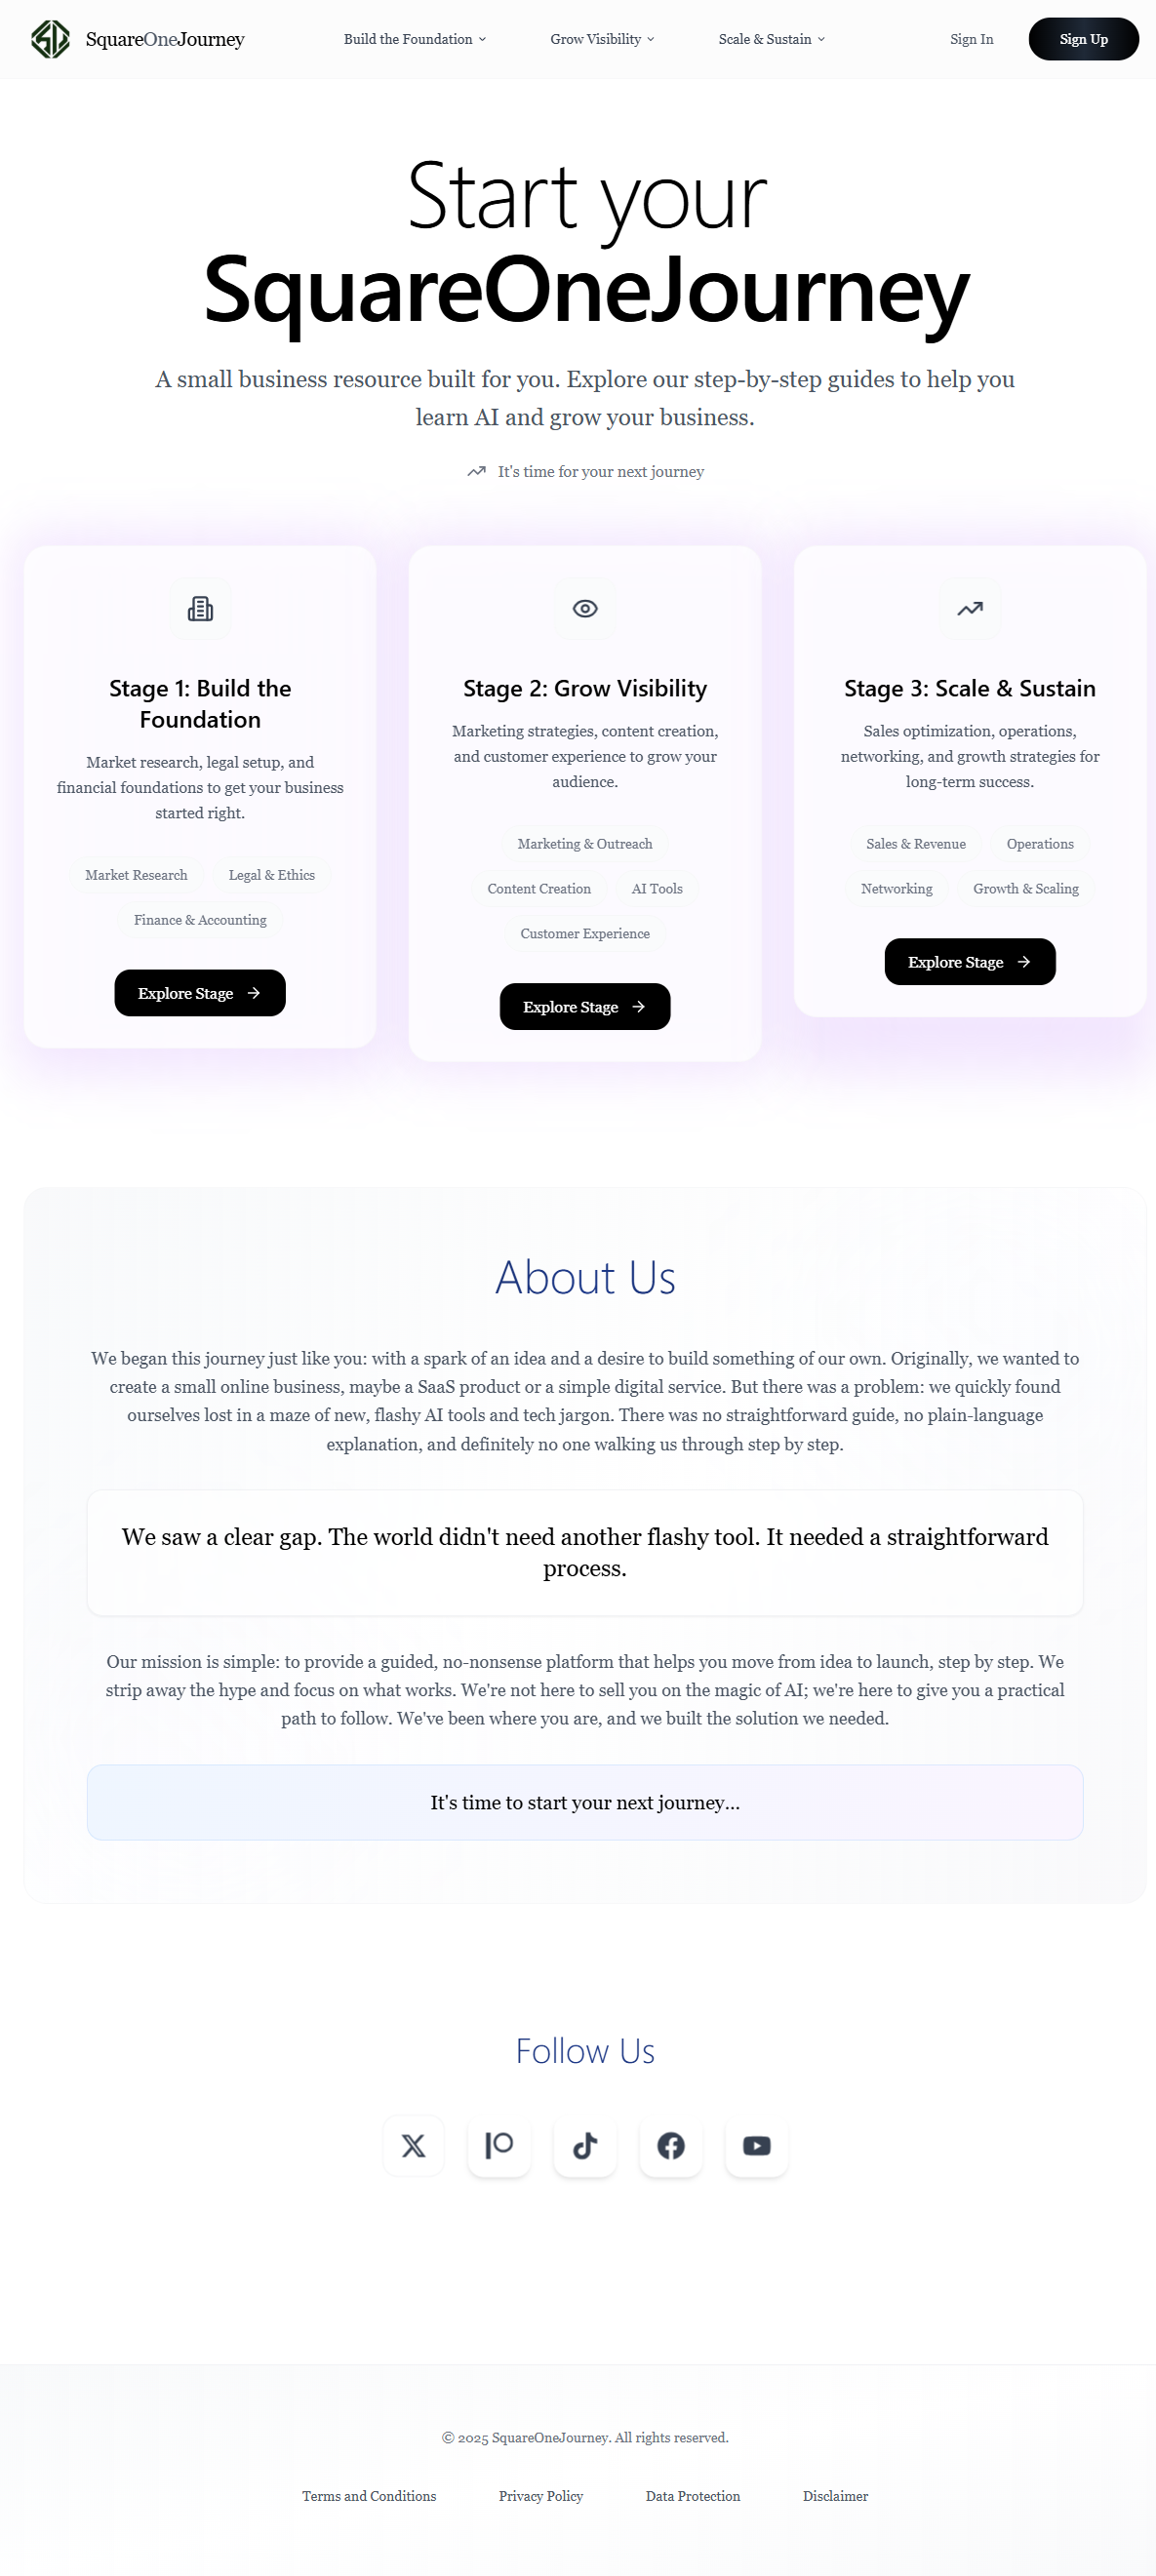 SquareOneJourney
Build the Foundation
Grow Visibility
Scale & Sustain
Sign In
Sign Up
Start your
SquareOneJourney
A small business resource built for you. Explore our step-by-step guides to help you
learn AI and grow your business.
It's time for your next journey
Stage 1: Build the
Foundation
Market research, legal setup, and
financial foundations to get your business
started right.
Market Research
Legal & Ethics
Finance & Accounting
Explore Stage
Stage 2: Grow Visibility
Marketing strategies, content creation,
and customer experience to grow your
audience.
Marketing & Outreach
Content Creation
AI Tools
Customer Experience
Explore Stage
Stage 3: Scale & Sustain
Sales optimization, operations,
networking, and growth strategies for
long-term success.
Sales & Revenue
Operations
Networking
Growth & Scaling
Explore Stage
About Us
We began this journey just like you: with a spark of an idea and a desire to build something of our own. Originally, we wanted to
create a small online business, maybe a SaaS product or a simple digital service. But there was a problem: we quickly found
ourselves lost in a maze of new, flashy AI tools and tech jargon. There was no straightforward guide, no plain-language
explanation, and definitely no one walking us through step by step.
We saw a clear gap. The world didn't need another flashy tool. It needed a straightforward
process.
Our mission is simple: to provide a guided, no-nonsense platform that helps you move from idea to launch, step by step. We
strip away the hype and focus on what works. We're not here to sell you on the magic of AI; we're here to give you a practical
path to follow. We've been where you are, and we built the solution we needed.
It's time to start your next journey...
Follow Us
© 2025 SquareOneJourney. All rights reserved.
Terms and Conditions
Privacy Policy
Data Protection
Disclaimer